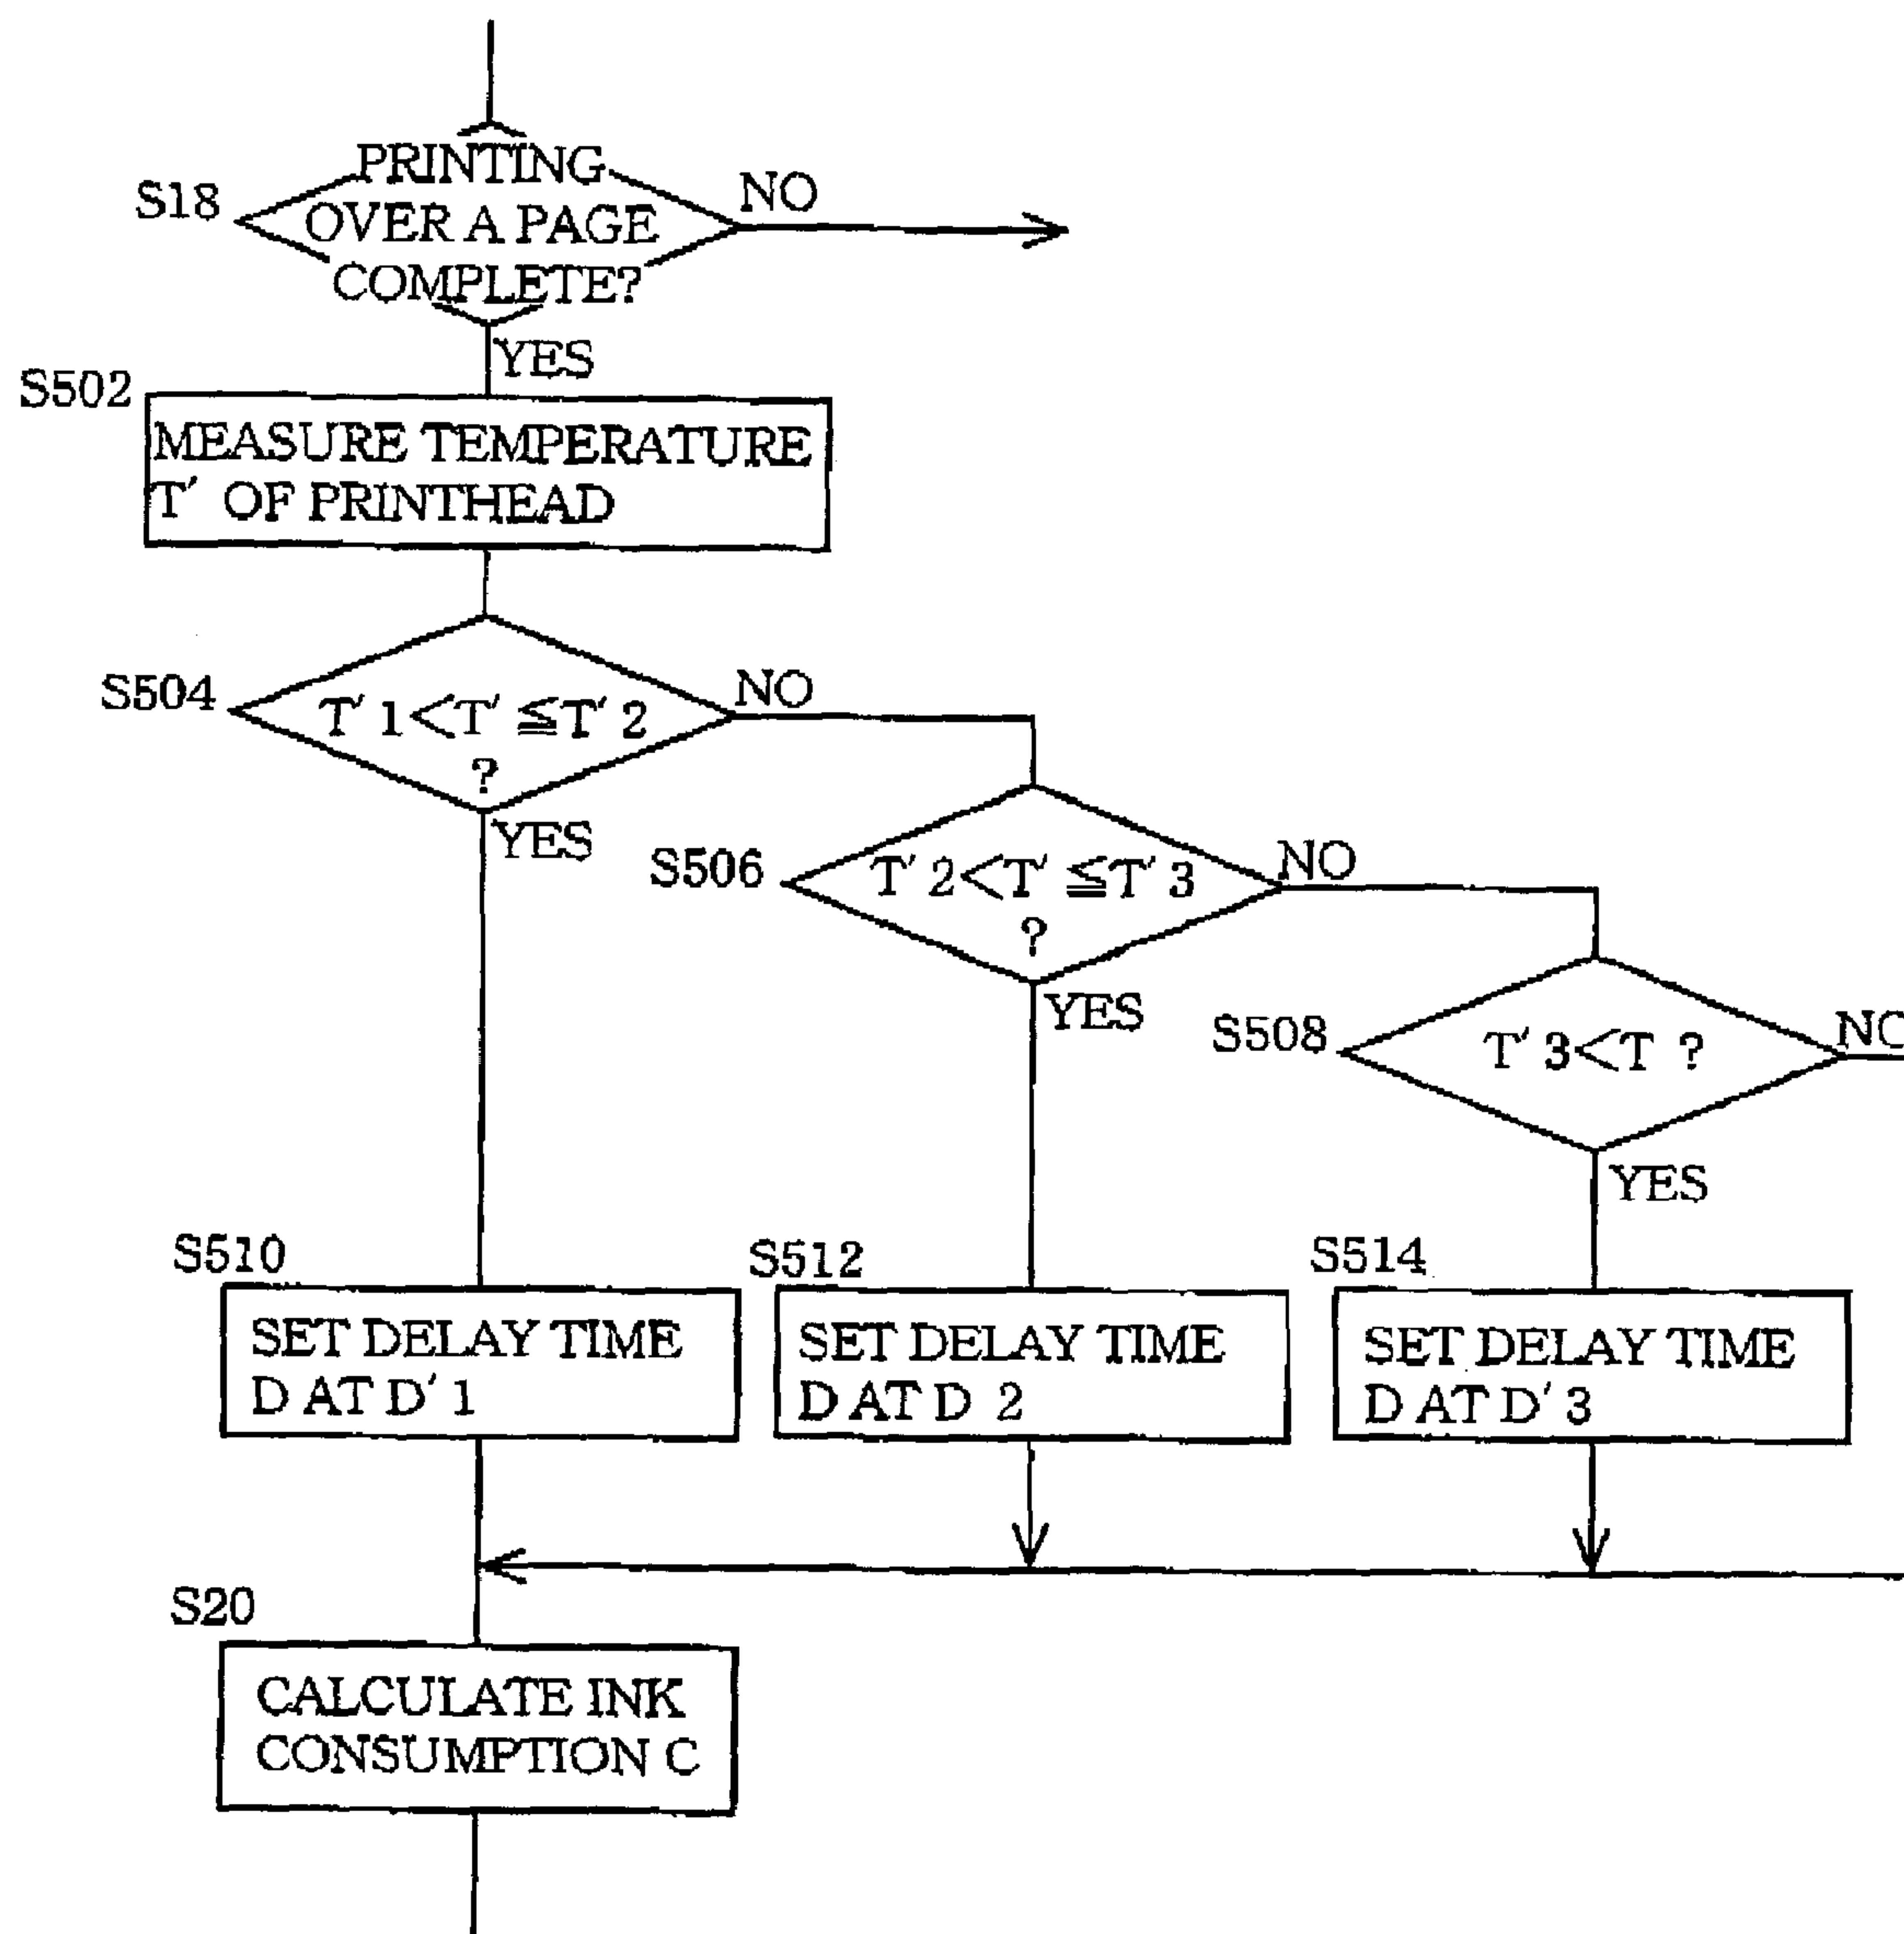 S18
PRINTING
OVER A PAGE
COMPLETE?
NO
YES
S502
MEASURE TEMPERATURE
T' OF PRINTHEAD
S504
T' 1<T' ≦T' 2
?
NO
YES
S506
T' 2<T' ≦T' 3
?
NO
YES
S508
T' 3<T ?
NO
YES
S510
SET DELAY TIME
D AT D' 1
S512
SET DELAY TIME
D AT D 2
S514
SET DELAY TIME
D AT D' 3
S20
CALCULATE INK
CONSUMPTION C